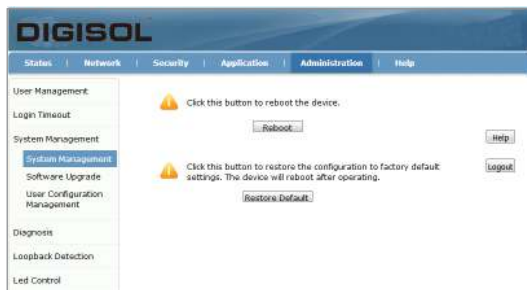 DIGISOL
Status | Network | Security | Application | Administration | Help
User Management
Login Timeout
System Management
System Management
Software Upgrade
User Configuration
Management
Diagnosis
Loopback Detection
Led Control
Click this button to reboot the device.
Reboot
Click this button to restore the configuration to factory default
settings. The device will reboot after operating.
Restore Default
Help
Logout